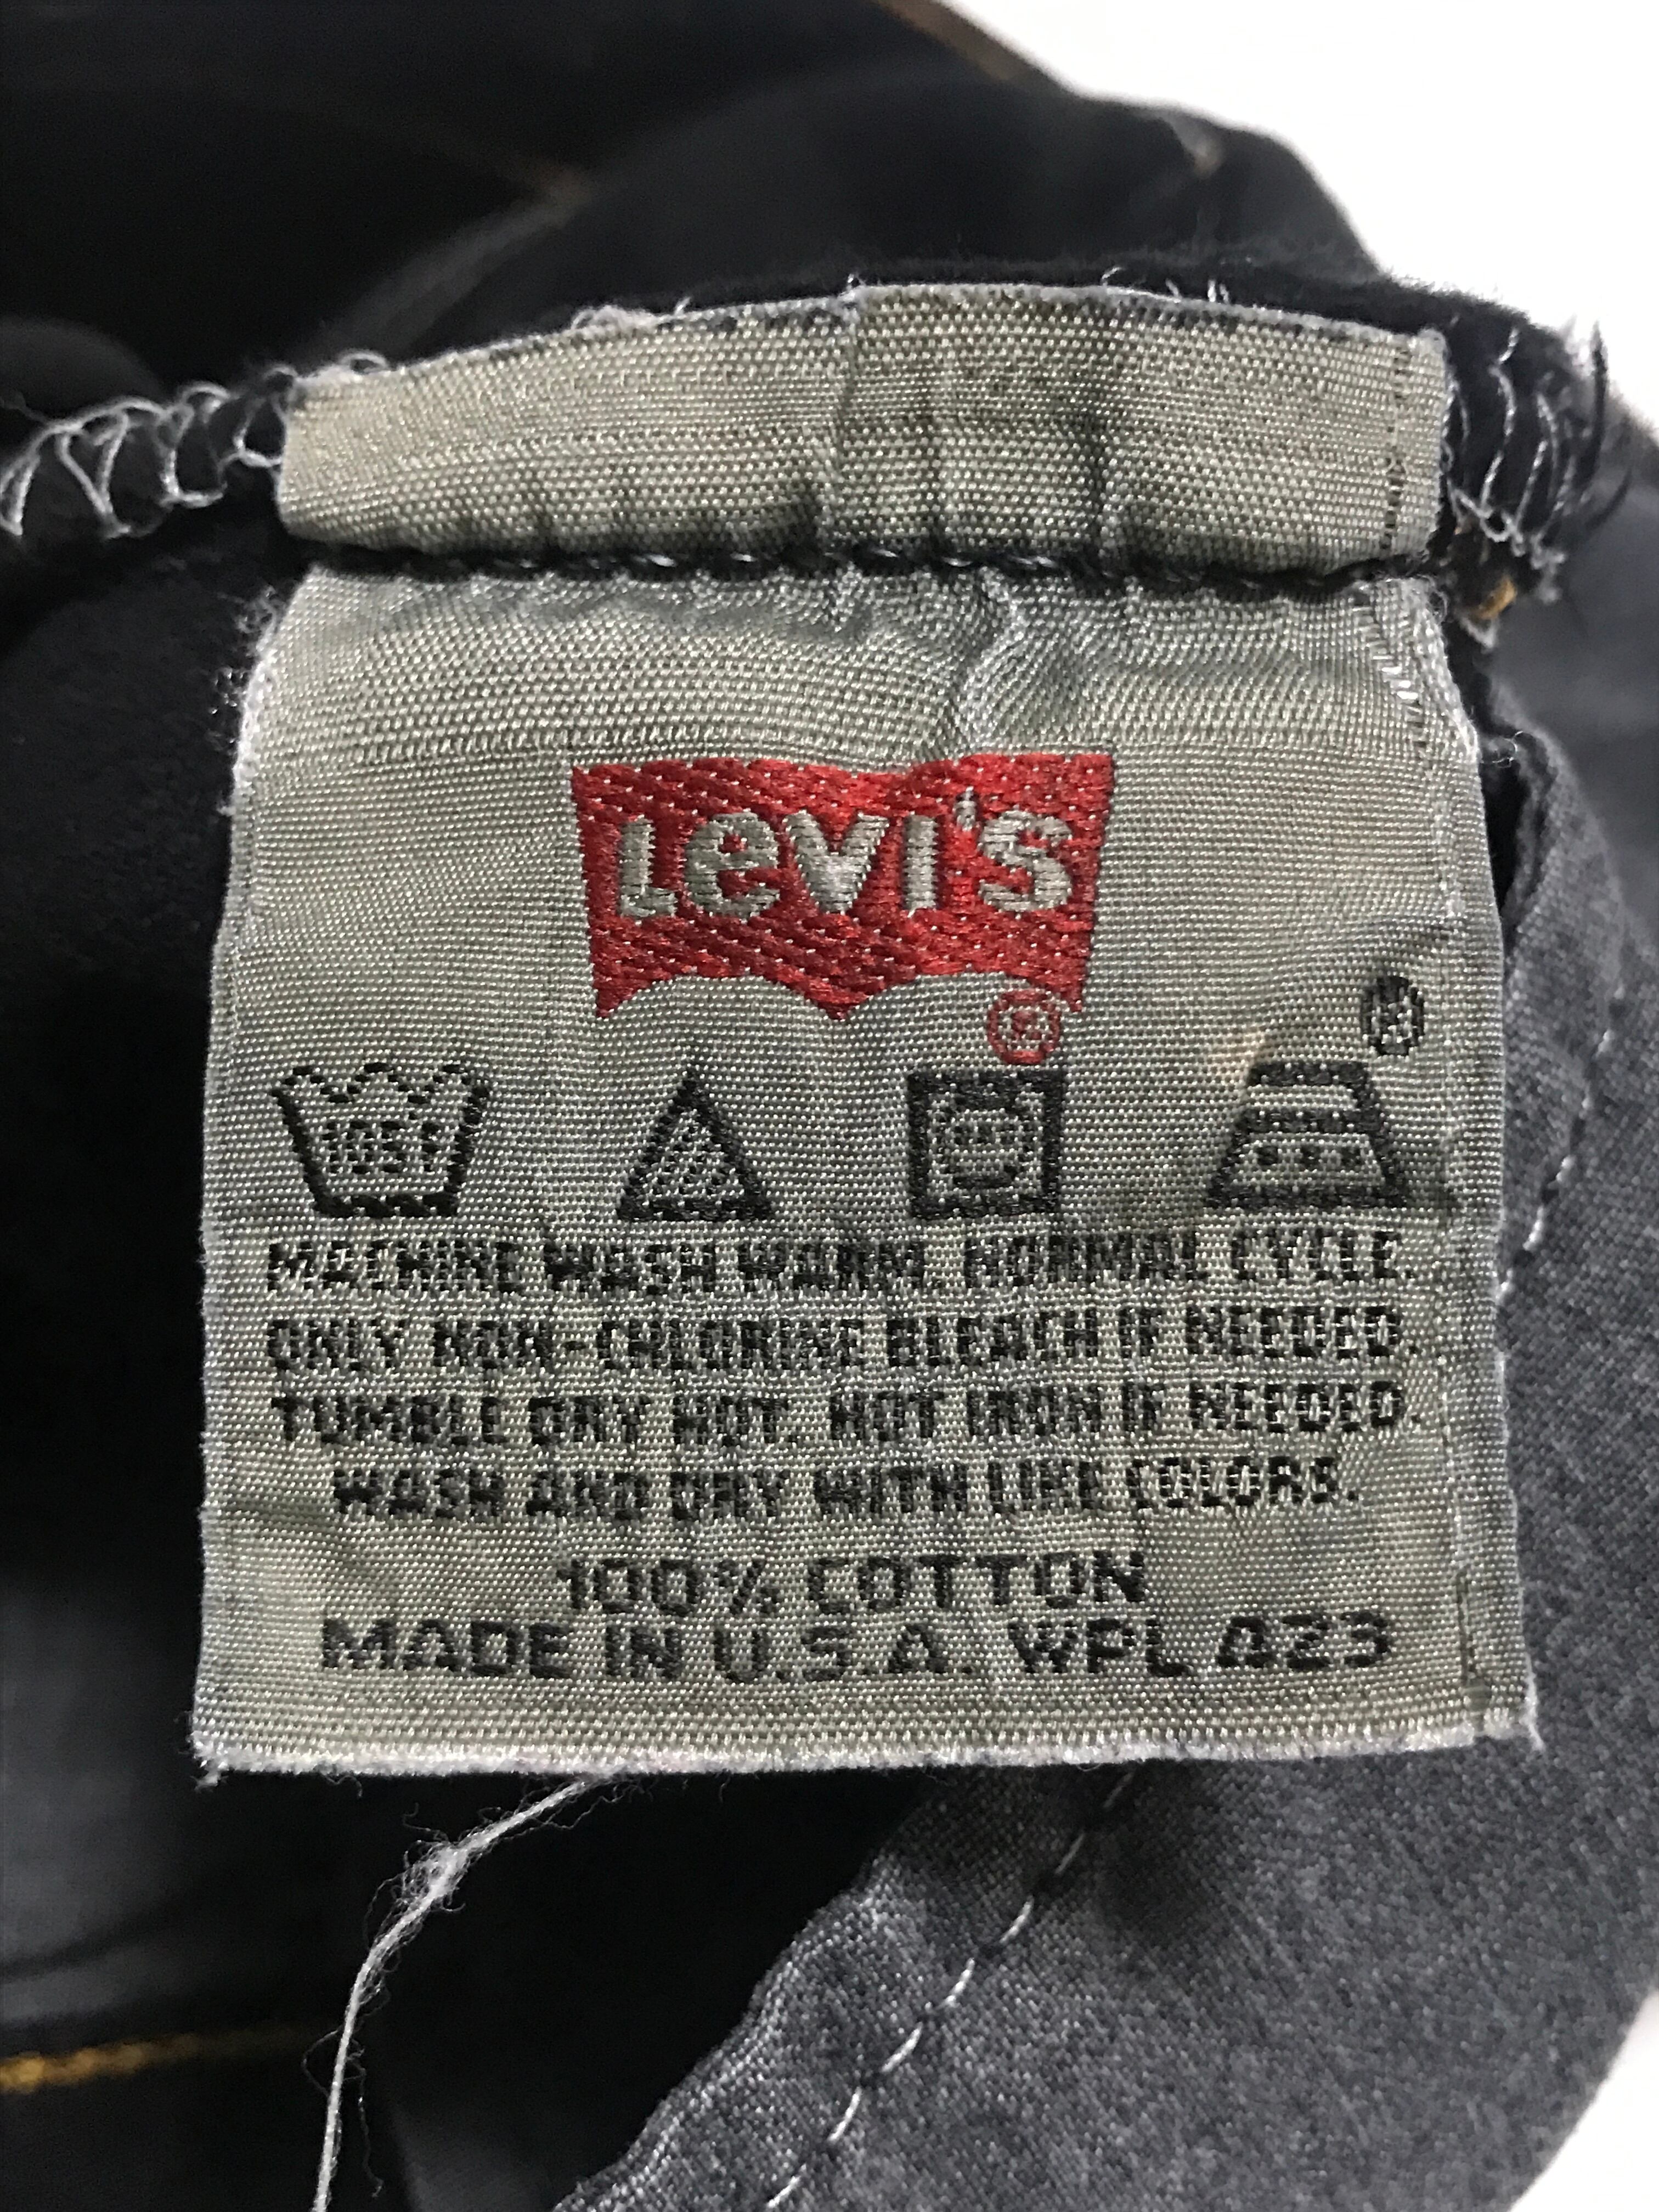 Levi's
®
®
105F
MACHINE WASH WARM. NORMAL CYCLE.
ONLY NON-CHLORINE BLEACH IF NEEDED.
TUMBLE DRY HOT. HOT IRON IF NEEDED.
WASH AND DRY WITH LIKE COLORS.
100% COTTON
MADE IN U.S.A. WPL 423